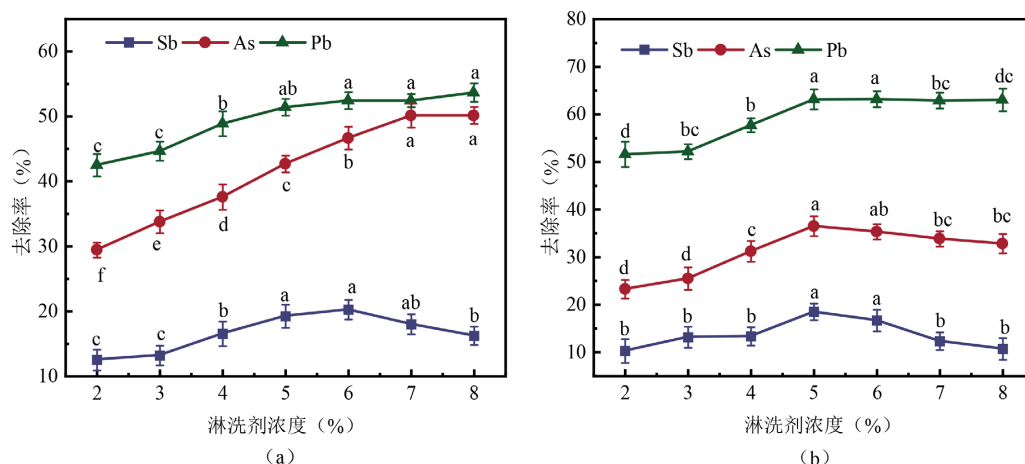 Sb As Pb
60
50
40
30
20
10
去除率（%）
c c b ab a a a
f e d c b a a
c c b a a ab b
2 3 4 5 6 7 8
淋洗剂浓度（%）
（a）
Sb As Pb
80
70
60
50
40
30
20
10
去除率（%）
d bc b a a bc dc
d d c a ab bc bc
b b b a a b b
2 3 4 5 6 7 8
淋洗剂浓度（%）
（b）